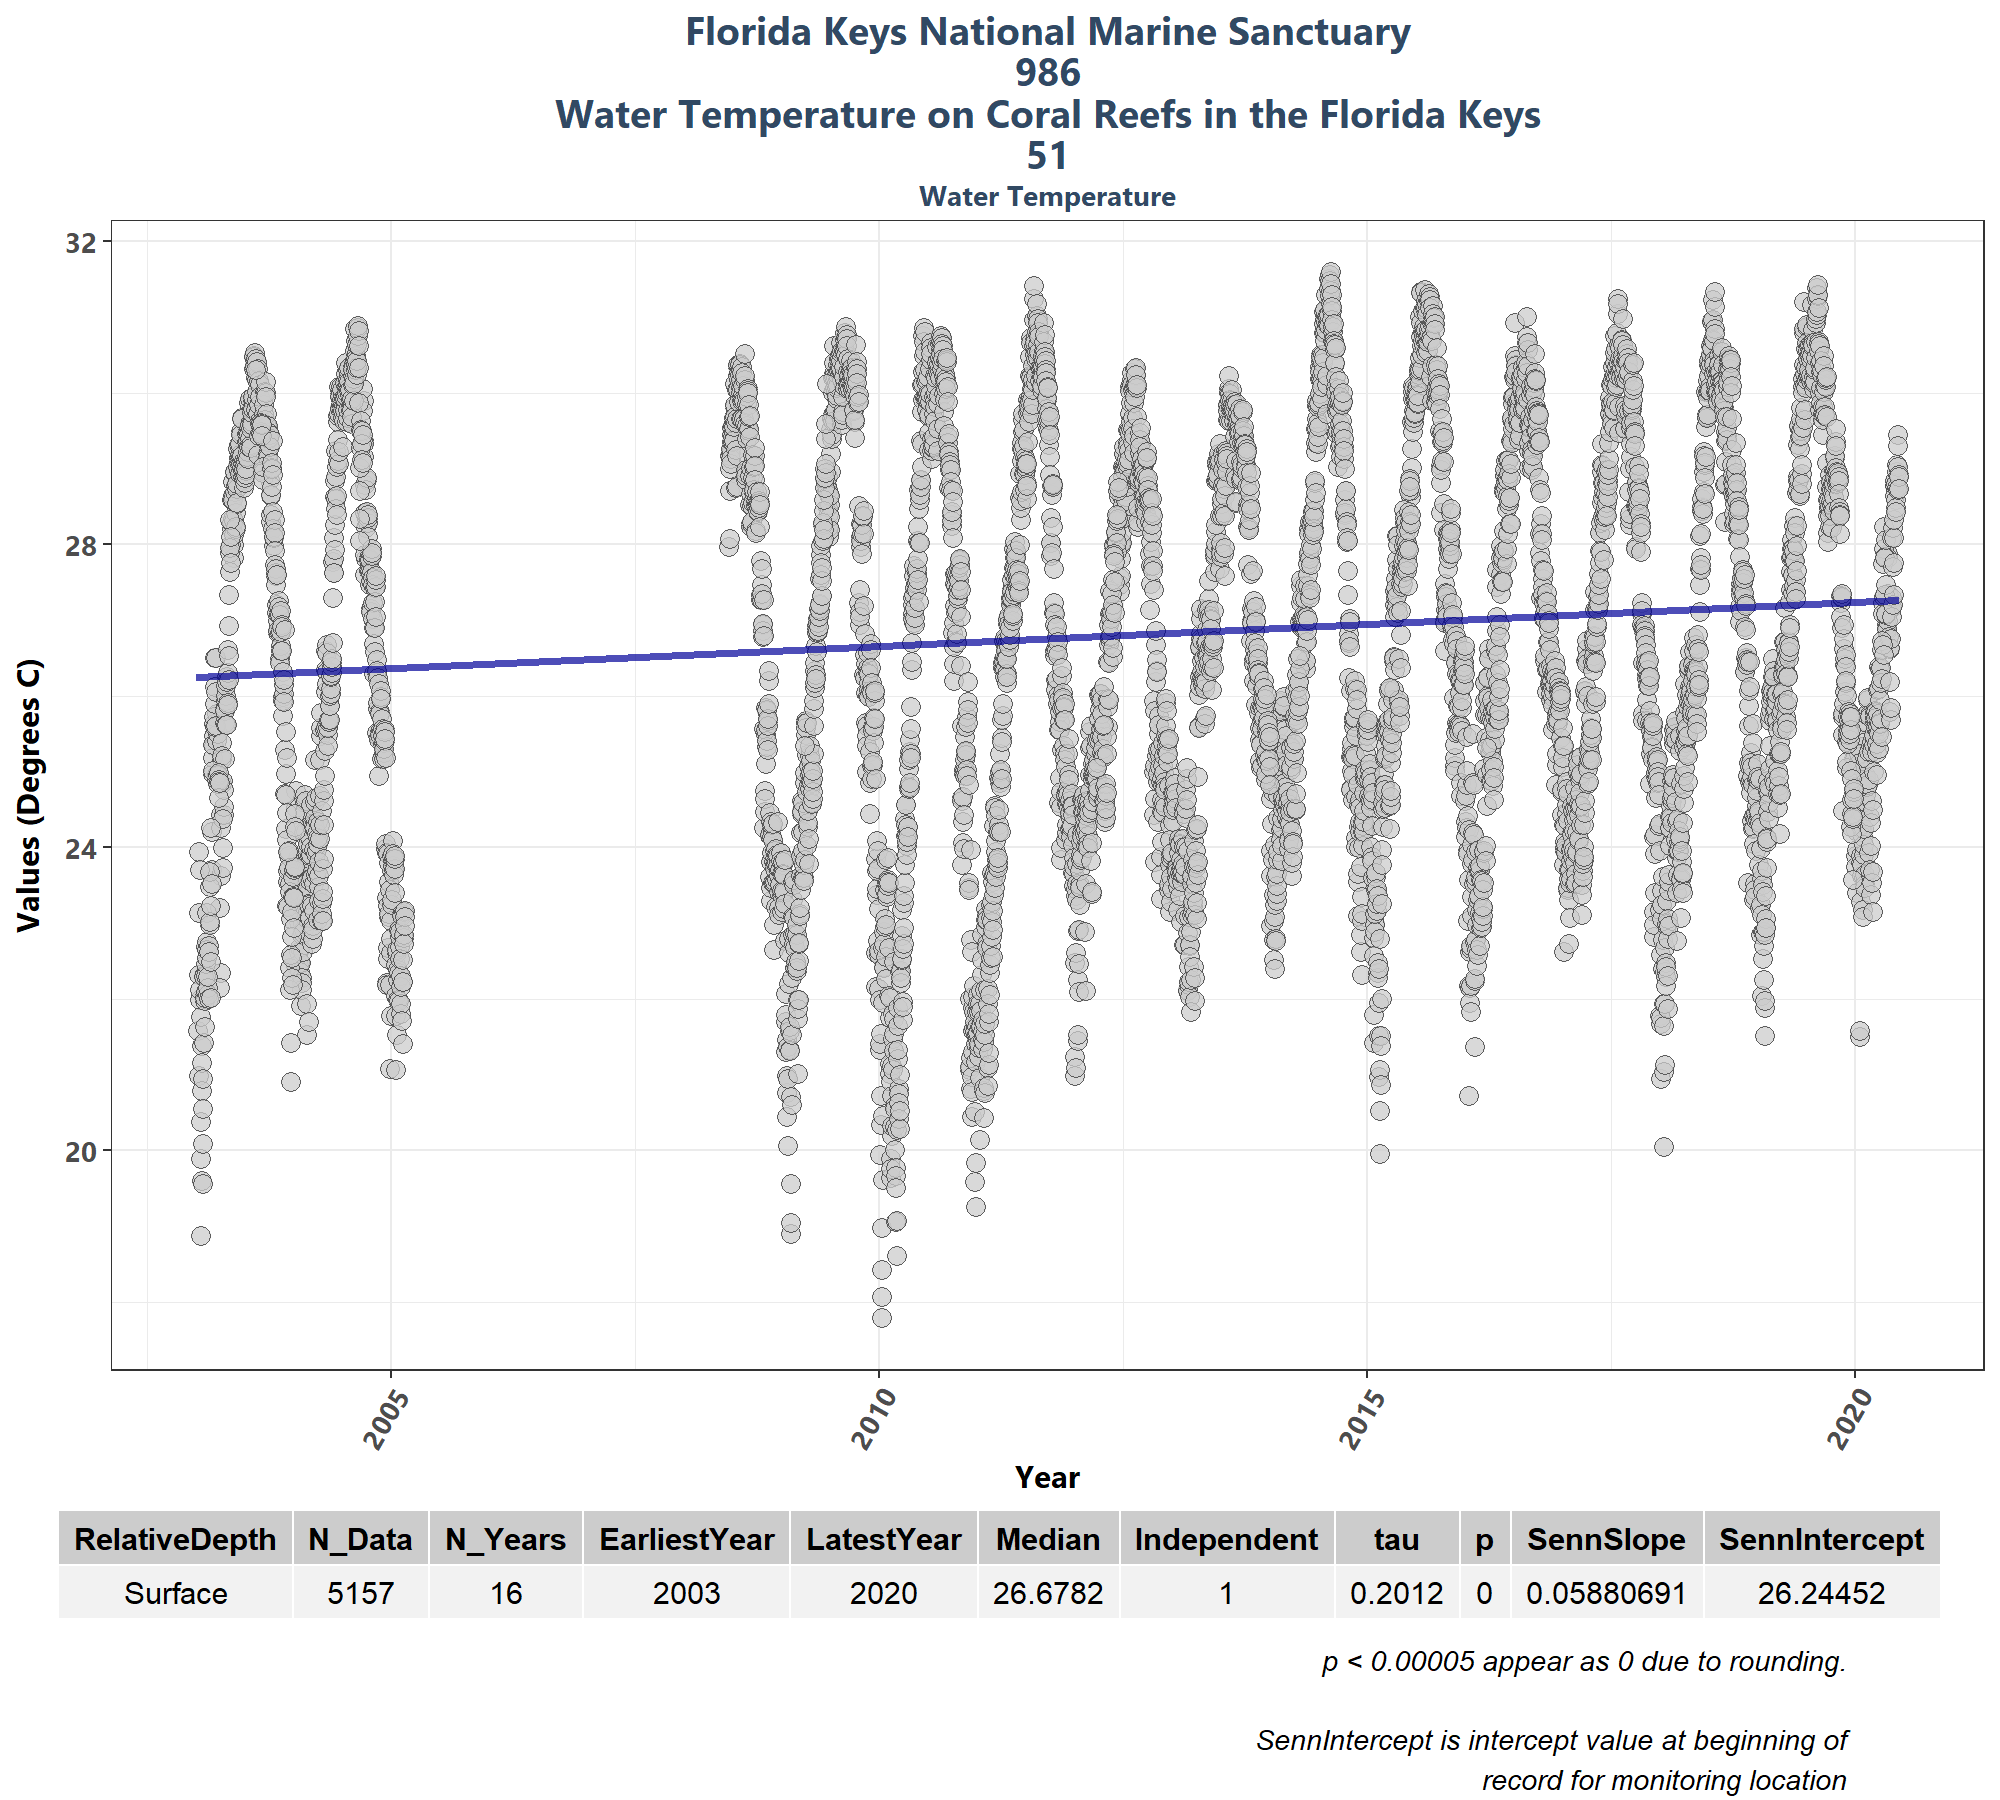 Florida Keys National Marine Sanctuary
986
Water Temperature on Coral Reefs in the Florida Keys
51
Water Temperature
32
28
24
20
Values (Degrees C)
2005
2010
2015
2020
Year
RelativeDepth N_Data N_Years EarliestYear LatestYear Median Independent tau p SennSlope SennIntercept
Surface 5157 16 2003 2020 26.6782 1 0.2012 0 0.05880691 26.24452
p < 0.00005 appear as 0 due to rounding.
SennIntercept is intercept value at beginning of
record for monitoring location